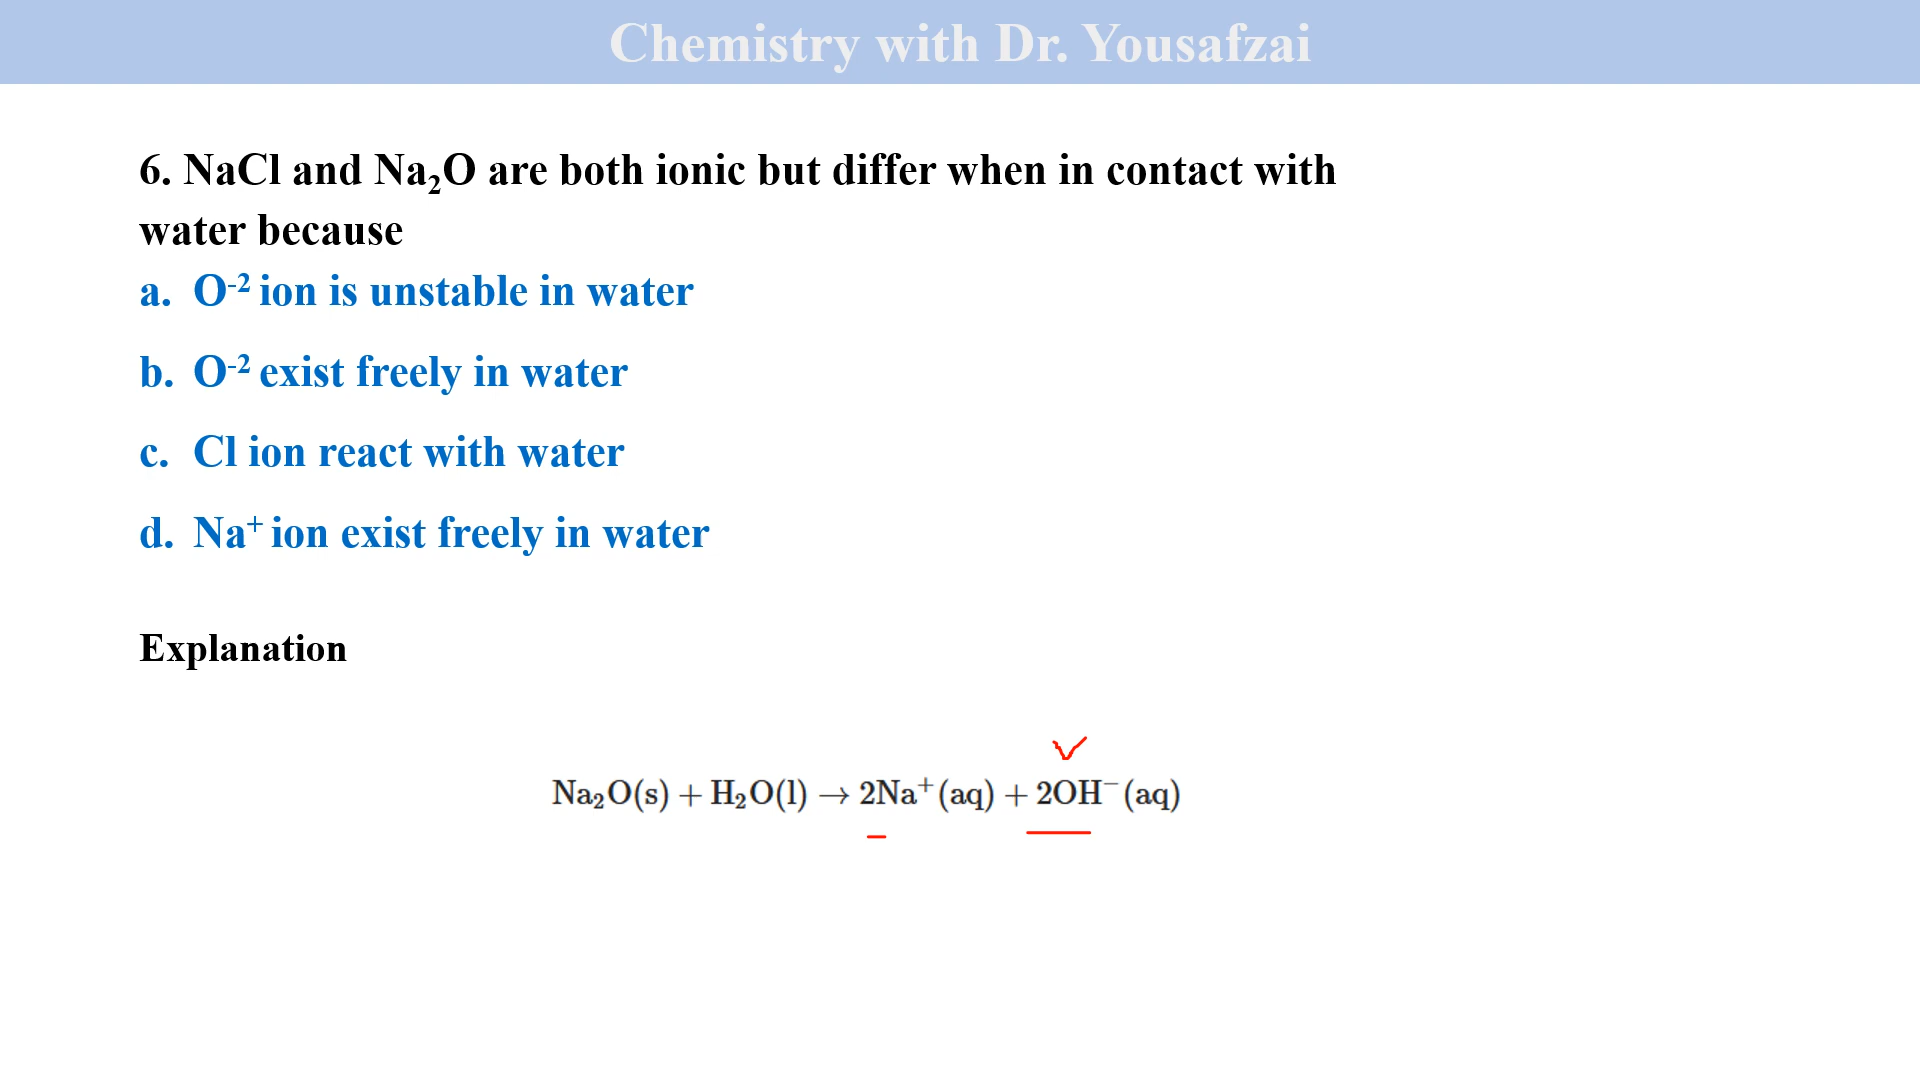 Chemistry with Dr. Yousafzai
6. NaCl and Na₂O are both ionic but differ when in contact with
water because
a. O⁻² ion is unstable in water
b. O⁻² exist freely in water
c. Cl ion react with water
d. Na⁺ ion exist freely in water
Explanation
Na₂O(s) + H₂O(l) → 2Na⁺(aq) + 2OH⁻(aq)